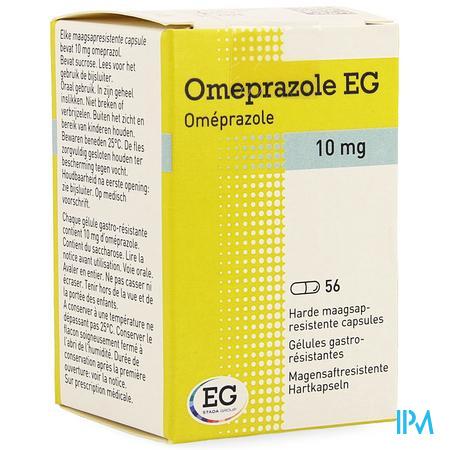 Elke maagsapresistente capsule
bevat 10 mg omeprazol.
Bevat sucrose. Lees voor het
gebruik de bijsluiter.
Oraal gebruik. In zijn geheel
inslikken. Niet breken of
verbrijzelen. Buiten het zicht en
bereik van kinderen houden.
Bewaren beneden 25°C. De fles
zorgvuldig gesloten houden ter
bescherming tegen vocht.
Houdbaarheid na eerste opening:
zie bijsluiter. Op medisch
voorschrift.
Chaque gélule gastro-résistante
contient 10 mg d'oméprazole.
Contient du saccharose. Lire la
notice avant utilisation. Voie orale.
Avaler en entier. Ne pas casser ni
écraser. Tenir hors de la vue et de
la portée des enfants.
A conserver à une température ne
dépassant pas 25°C. Conserver le
flacon soigneusement fermé à
l'abri de l'humidité. Durée de
conservation après la première
ouverture: voir la notice.
Sur prescription médicale.
Omeprazole EG
Oméprazole
10 mg
56
Harde maagsap-
resistente capsules
Gélules gastro-
résistantes
Magensaftresistente
Hartkapseln
EG
STADA GROUP
IPM